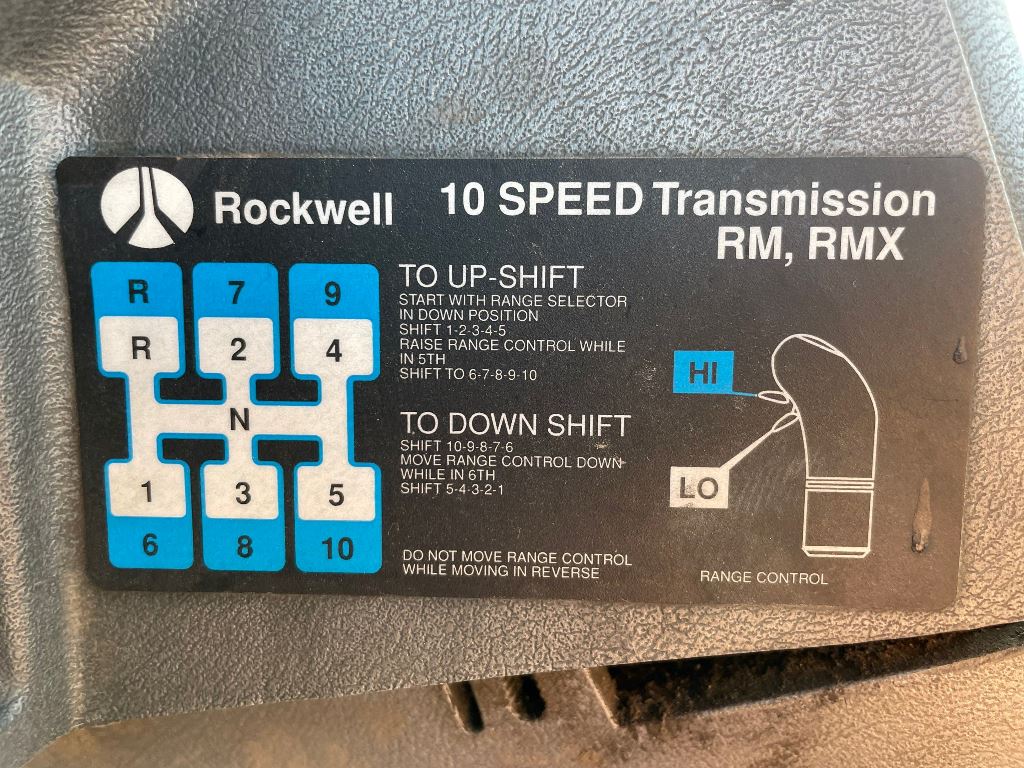 Rockwell
10 SPEED Transmission
RM, RMX
R 7 9
R 2 4
N
1 3 5
6 8 10
TO UP-SHIFT
START WITH RANGE SELECTOR
IN DOWN POSITION
SHIFT 1-2-3-4-5
RAISE RANGE CONTROL WHILE
IN 5TH
SHIFT TO 6-7-8-9-10
TO DOWN SHIFT
SHIFT 10-9-8-7-6
MOVE RANGE CONTROL DOWN
WHILE IN 6TH
SHIFT 5-4-3-2-1
DO NOT MOVE RANGE CONTROL
WHILE MOVING IN REVERSE
HI
LO
RANGE CONTROL